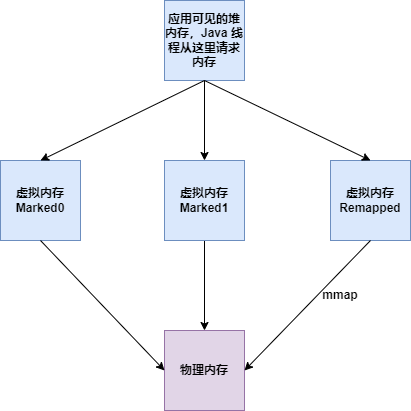 应用可见的堆
内存，Java 线
程从这里请求
内存
虚拟内存
Marked0
虚拟内存
Marked1
虚拟内存
Remapped
mmap
物理内存